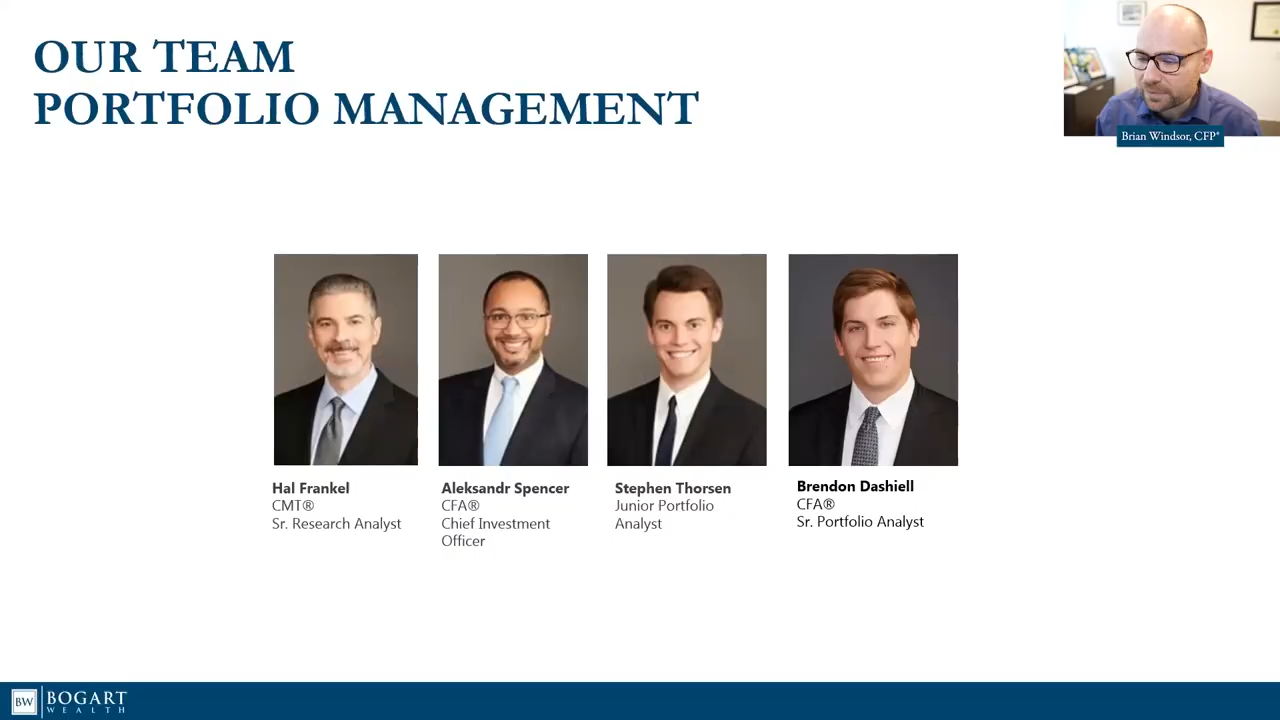 OUR TEAM
PORTFOLIO MANAGEMENT
Brian Windsor, CFP®
Hal Frankel
CMT®
Sr. Research Analyst
Aleksandr Spencer
CFA®
Chief Investment
Officer
Stephen Thorsen
Junior Portfolio
Analyst
Brendon Dashiell
CFA®
Sr. Portfolio Analyst
BW
BOGART
WEALTH